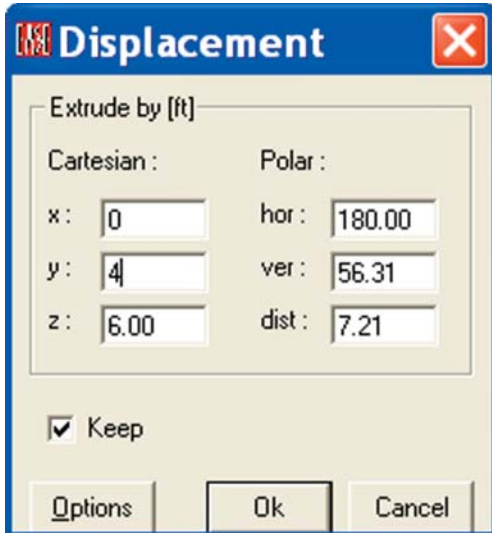 Displacement
Extrude by [ft]
Cartesian : Polar :
x : 0 hor : 180.00
y : 4 ver : 56.31
z : 6.00 dist : 7.21
Keep
Options Ok Cancel